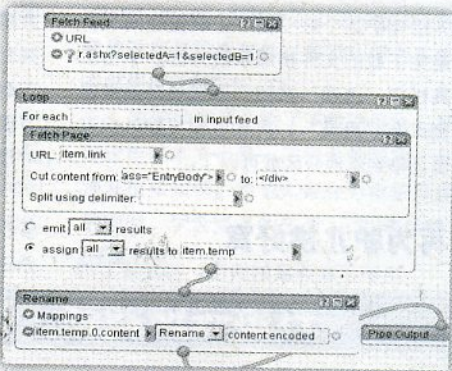 Fetch Feed
URL
r.ashx?selectedA=1&selectedB=1
Loop
For each in input feed
Fetch Page
URL: item.link
Cut content from: ass="EntryBody"> to: </div>
Split using delimiter:
emit all results
assign all results to item.temp
Rename
Mappings
item.temp.0.content Rename content:encoded
Pipe Output